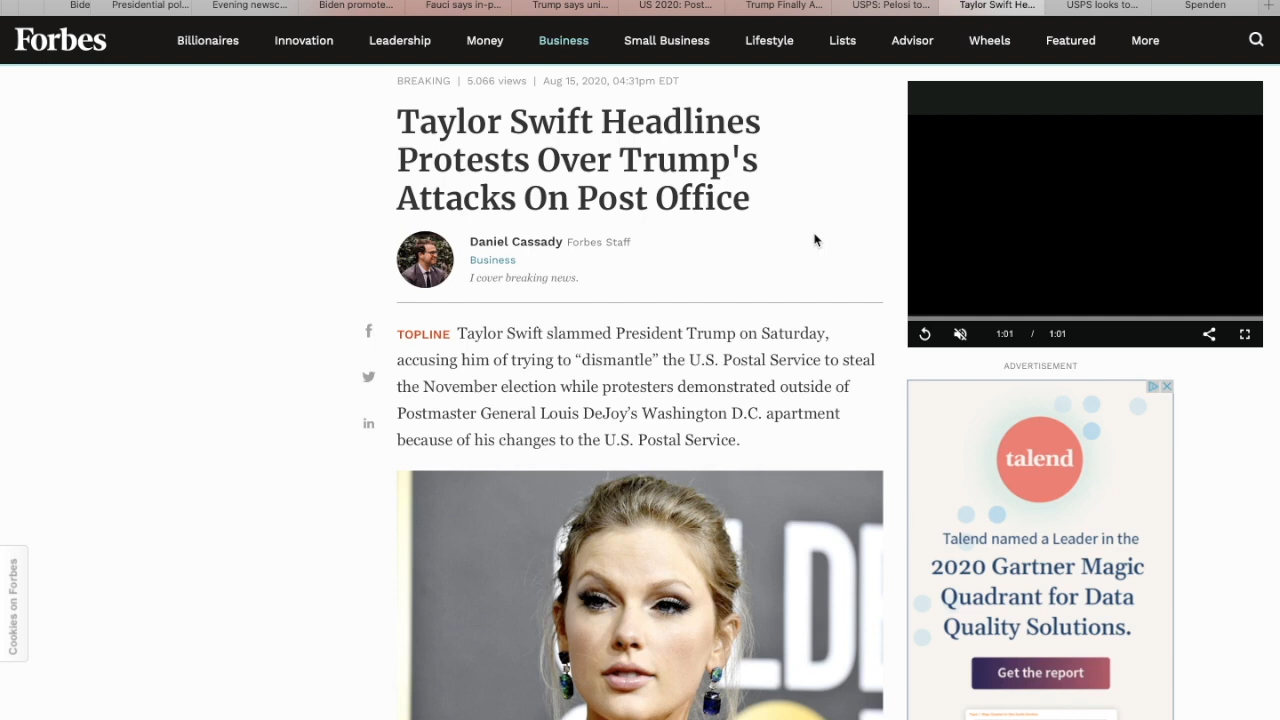 Bide Presidential pol... Evening newsc... Biden promote... Fauci says in-p... Trump says uni... US 2020: Post... Trump Finally A... USPS: Pelosi to... Taylor Swift He... USPS looks to... Spenden
Forbes Billionaires Innovation Leadership Money Business Small Business Lifestyle Lists Advisor Wheels Featured More
BREAKING | 5.066 views | Aug 15, 2020, 04:31pm EDT
Taylor Swift Headlines
Protests Over Trump's
Attacks On Post Office
Daniel Cassady Forbes Staff
Business
I cover breaking news.
TOPLINE Taylor Swift slammed President Trump on Saturday,
accusing him of trying to “dismantle” the U.S. Postal Service to steal
the November election while protesters demonstrated outside of
Postmaster General Louis DeJoy’s Washington D.C. apartment
because of his changes to the U.S. Postal Service.
1:01 / 1:01
ADVERTISEMENT
talend
Talend named a Leader in the
2020 Gartner Magic
Quadrant for Data
Quality Solutions.
Get the report
Cookies on Forbes